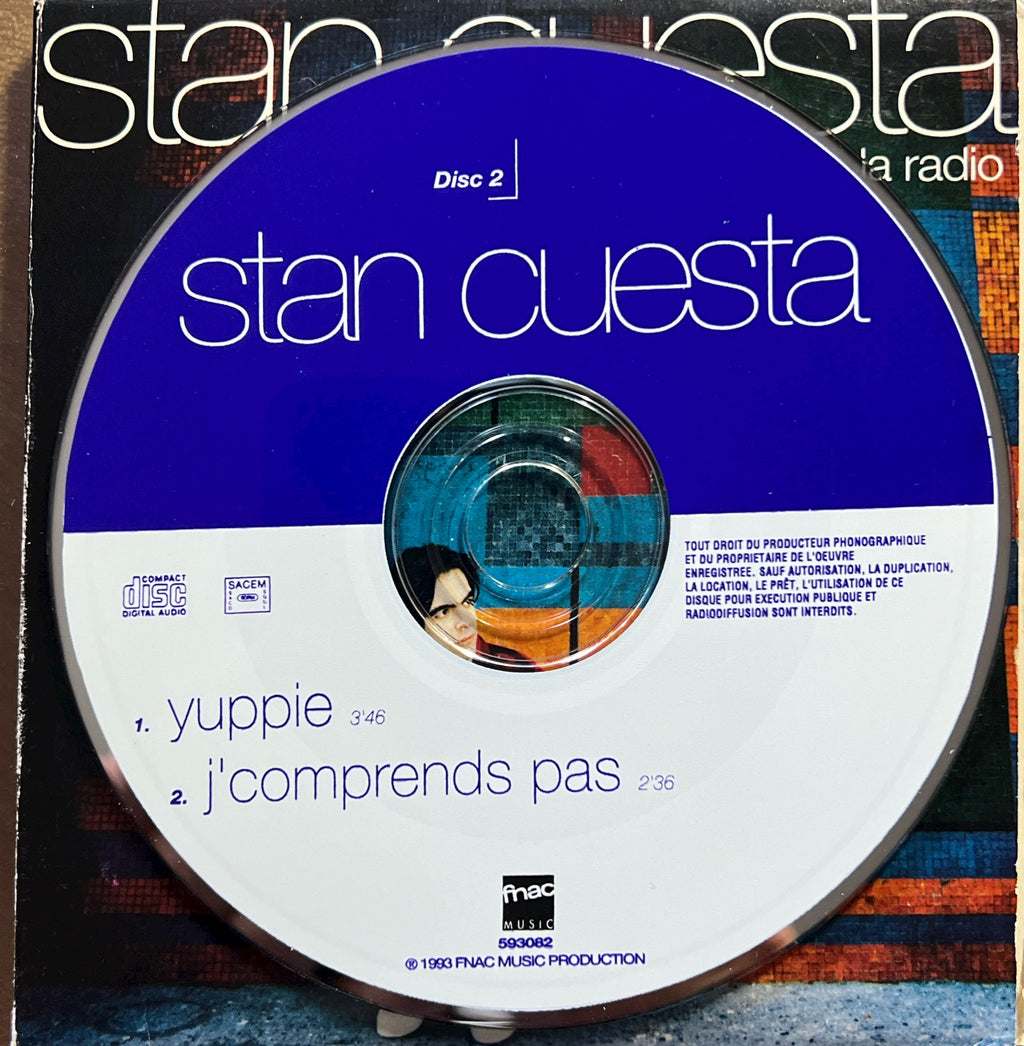 stan cuesta
ia radio
Disc 2
stan cuesta
COMPACT
disc
DIGITAL AUDIO
SACEM
TOUT DROIT DU PRODUCTEUR PHONOGRAPHIQUE
ET DU PROPRIETAIRE DE L'OEUVRE
ENREGISTREE. SAUF AUTORISATION, LA DUPLICATION,
LA LOCATION, LE PRÊT, L'UTILISATION DE CE
DISQUE POUR EXECUTION PUBLIQUE ET
RADIODIFFUSION SONT INTERDITS.
1. yuppie 3'46
2. j'comprends pas 2'36
fnac
MUSIC
593082
℗ 1993 FNAC MUSIC PRODUCTION